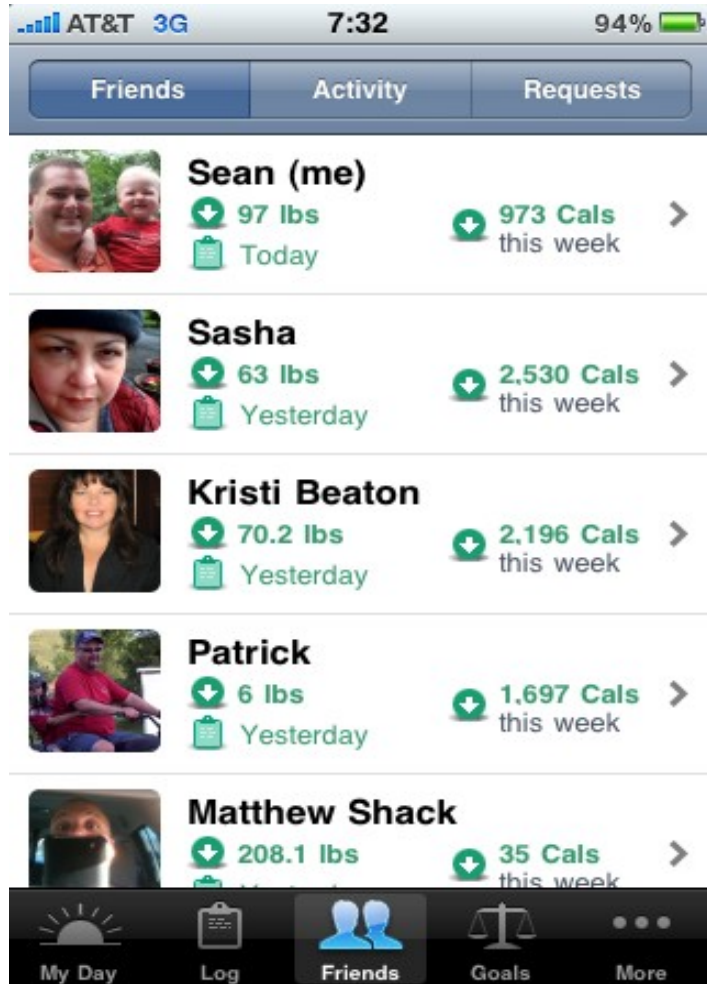 AT&T 3G 7:32 94%
Friends Activity Requests
Sean (me)
97 lbs 973 Cals
Today this week
Sasha
63 lbs 2,530 Cals
Yesterday this week
Kristi Beaton
70.2 lbs 2,196 Cals
Yesterday this week
Patrick
6 lbs 1,697 Cals
Yesterday this week
Matthew Shack
208.1 lbs 35 Cals
this week
My Day Log Friends Goals More